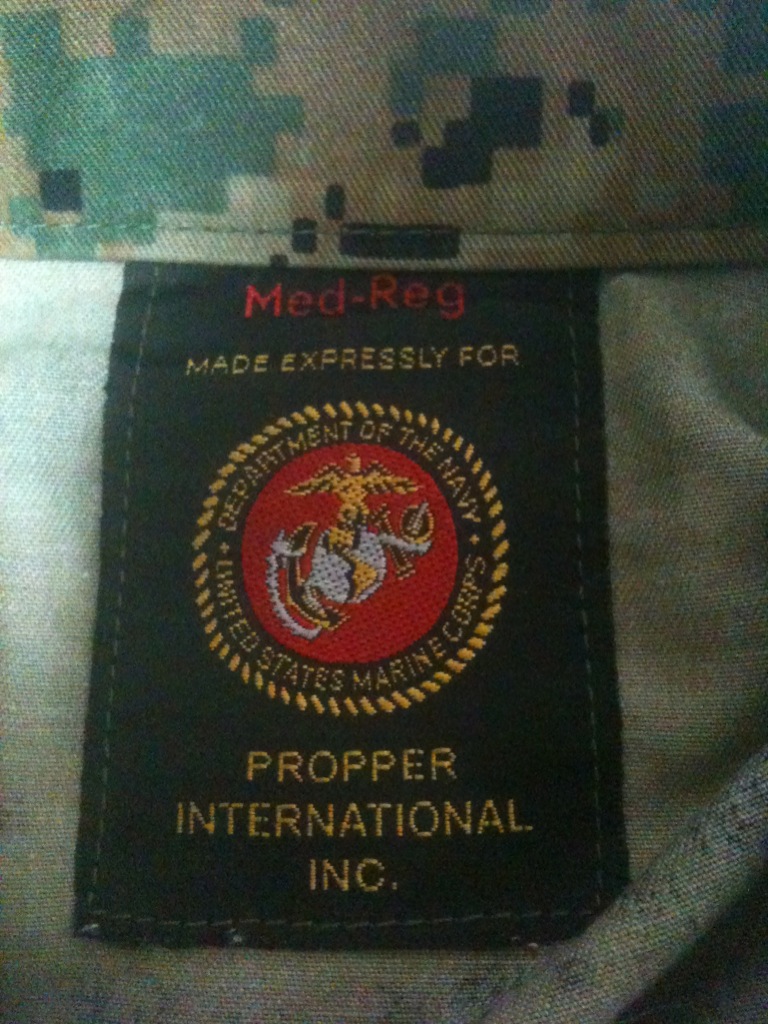 Med-Reg
MADE EXPRESSLY FOR
DEPARTMENT OF THE NAVY
UNITED STATES MARINE CORPS
PROPPER
INTERNATIONAL
INC.